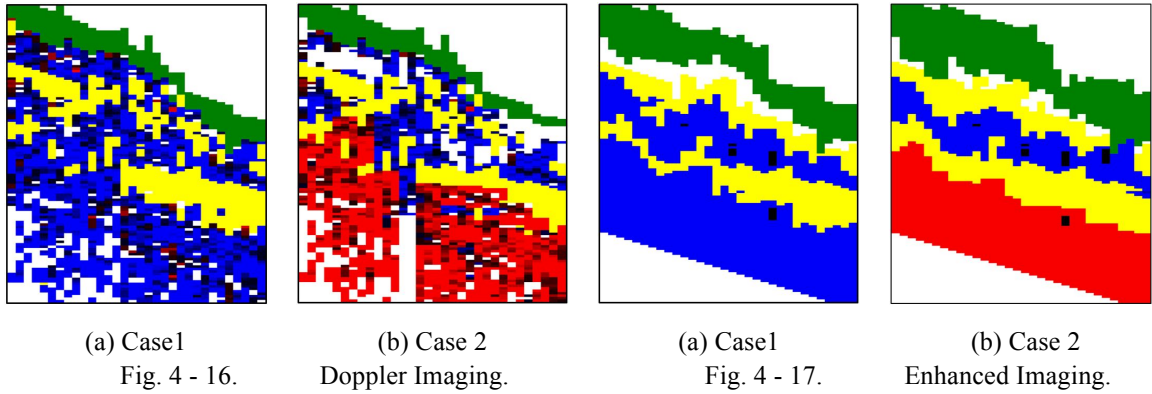 (a) Case1 (b) Case 2 (a) Case1 (b) Case 2
Fig. 4 - 16. Doppler Imaging. Fig. 4 - 17. Enhanced Imaging.